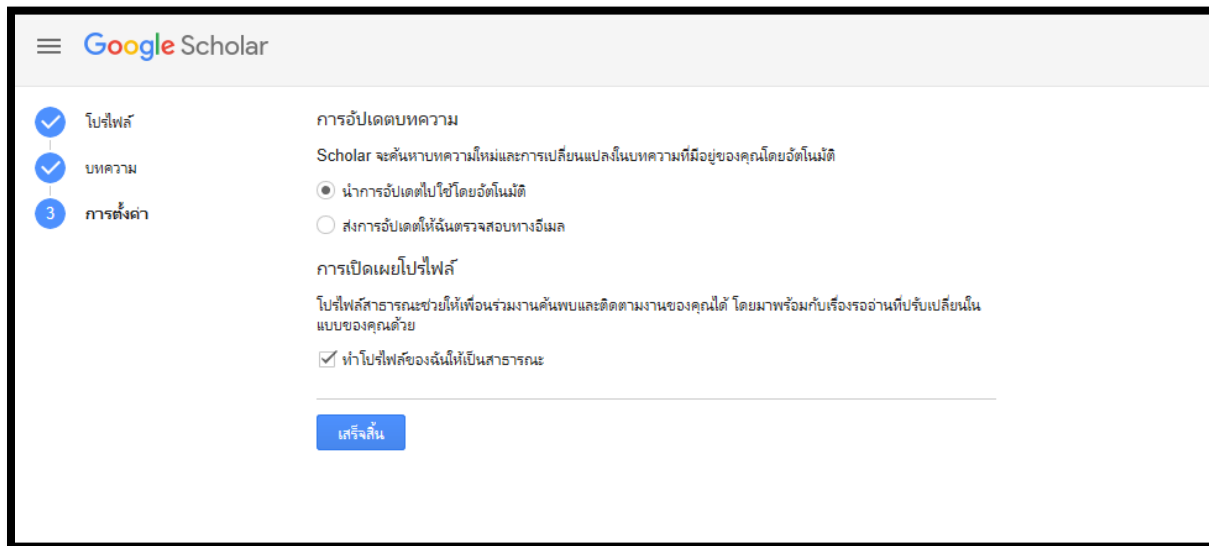 Google Scholar
โปรไฟล์
บทความ
3 การตั้งค่า
การอัปเดตบทความ
Scholar จะค้นหาบทความใหม่และการเปลี่ยนแปลงในบทความที่มีอยู่ของคุณโดยอัตโนมัติ
นำการอัปเดตไปใช้โดยอัตโนมัติ
ส่งการอัปเดตให้ฉันตรวจสอบทางอีเมล
การเปิดเผยโปรไฟล์
โปรไฟล์สาธารณะช่วยให้เพื่อนร่วมงานค้นพบและติดตามงานของคุณได้ โดยมาพร้อมกับเรื่องรออ่านที่ปรับเปลี่ยนใน
แบบของคุณด้วย
ทำโปรไฟล์ของฉันให้เป็นสาธารณะ
เสร็จสิ้น